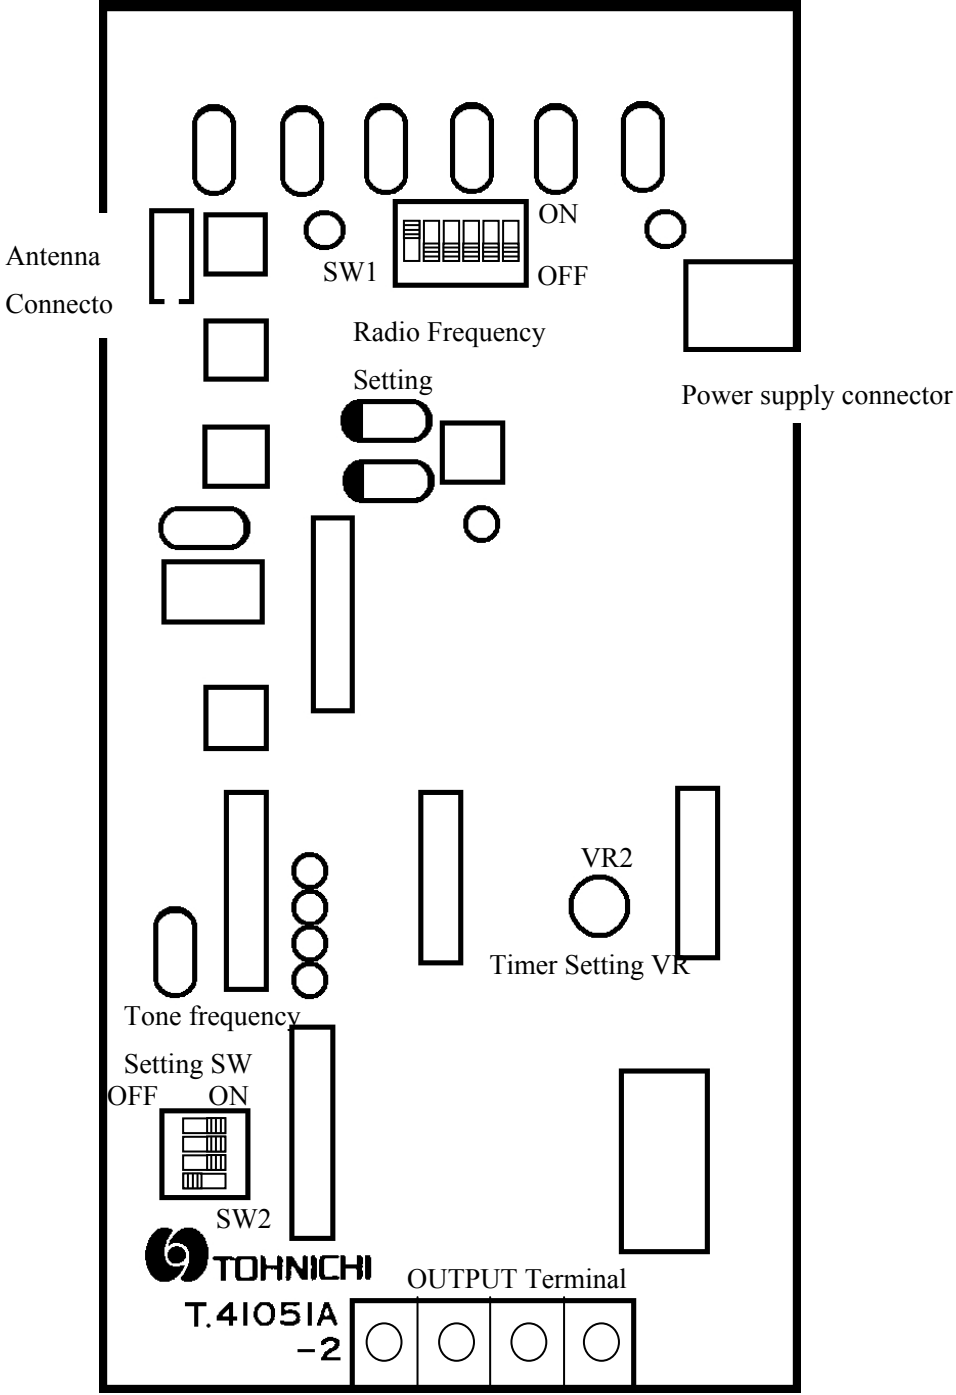 ON
SW1
OFF
Antenna
Connecto
Radio Frequency
Setting
Power supply connector
VR2
Timer Setting VR
Tone frequency
Setting SW
OFF
ON
SW2
TOHNICHI
OUTPUT Terminal
T.41051A
-2